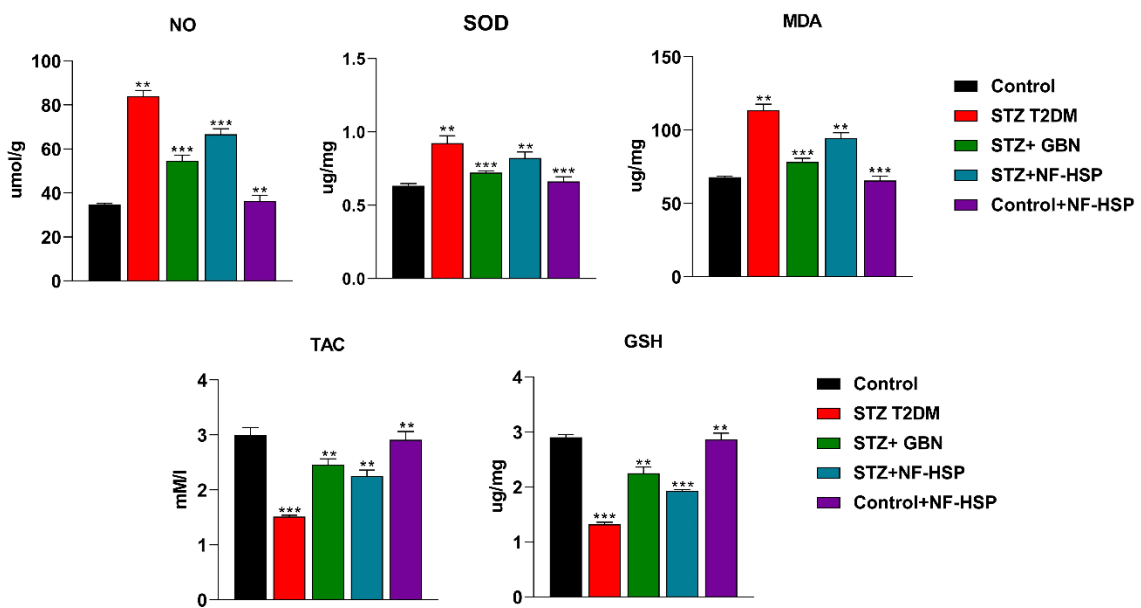 NO
100
80
60
40
20
0
umol/g
**
***
***
**
SOD
1.5
1.0
0.5
0.0
ug/mg
**
***
**
***
MDA
150
100
50
0
ug/mg
**
***
**
***
Control
STZ T2DM
STZ+ GBN
STZ+NF-HSP
Control+NF-HSP
TAC
4
3
2
1
0
mM/l
***
**
**
**
GSH
4
3
2
1
0
ug/mg
***
**
***
**
Control
STZ T2DM
STZ+ GBN
STZ+NF-HSP
Control+NF-HSP